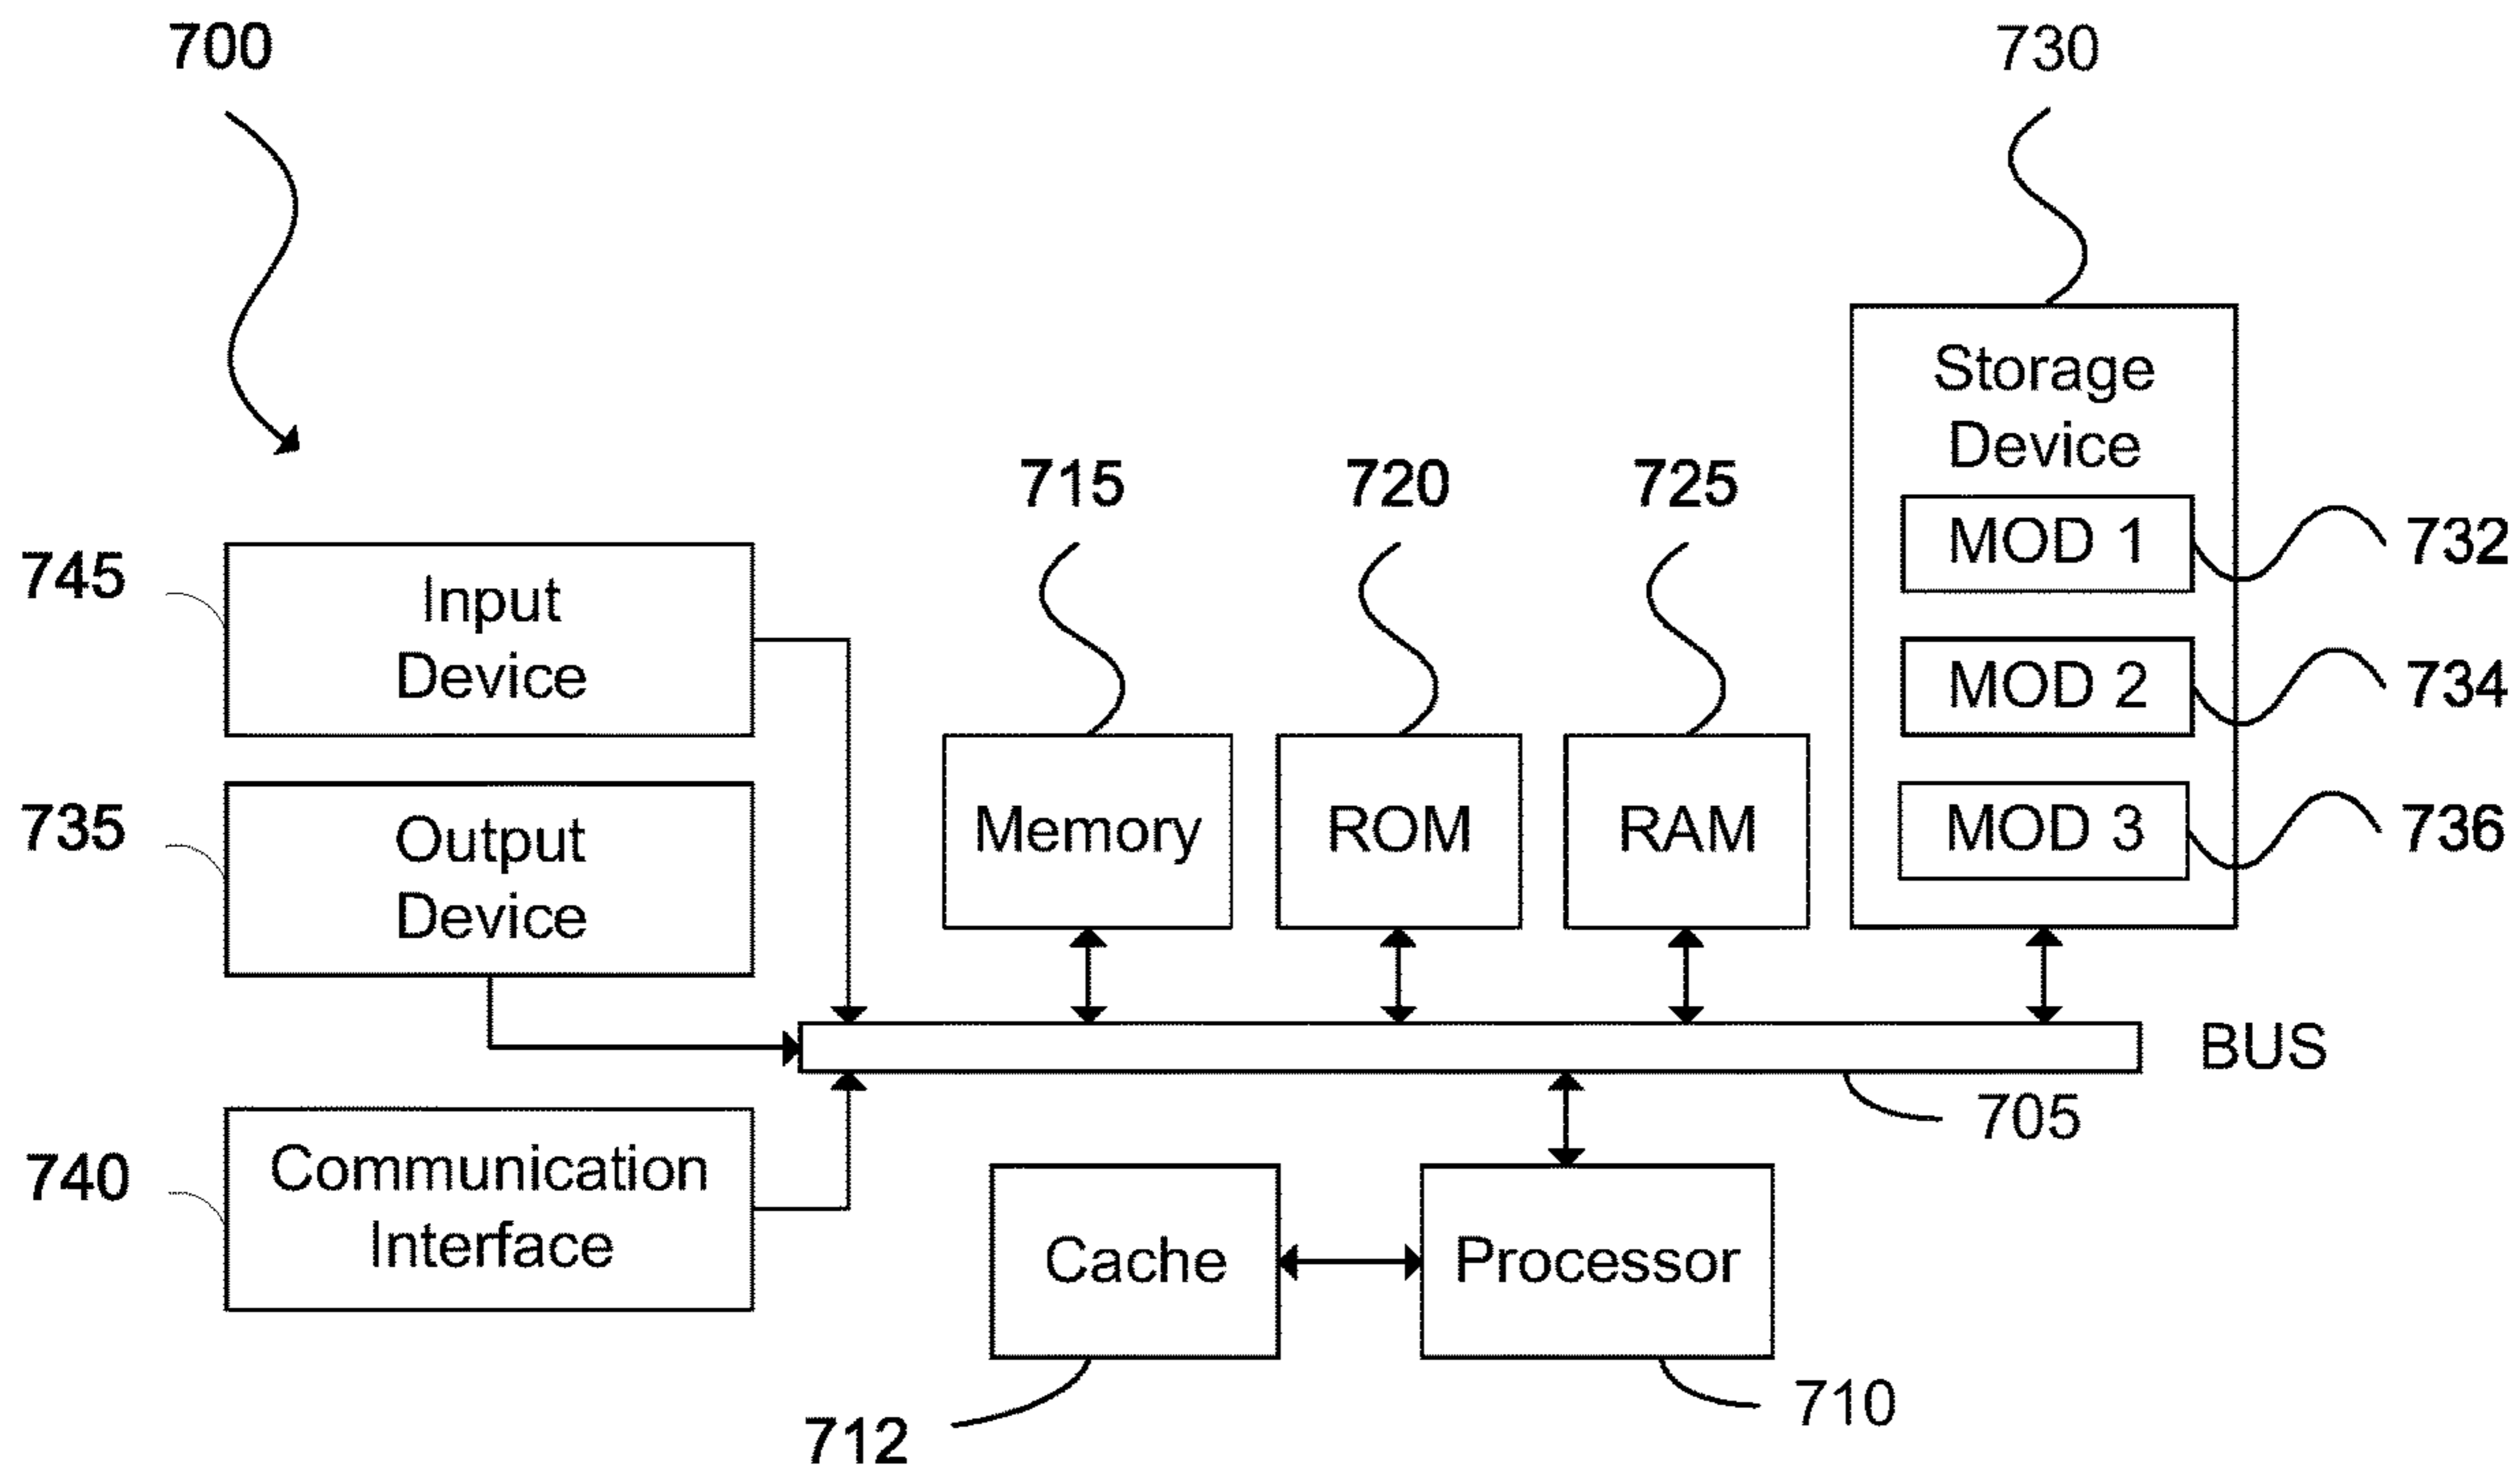 700
730
Storage
Device
715
720
725
MOD 1
732
745
Input
Device
MOD 2
734
735
Output
Device
Memory
ROM
RAM
MOD 3
736
BUS
705
740
Communication
Interface
Cache
Processor
712
710